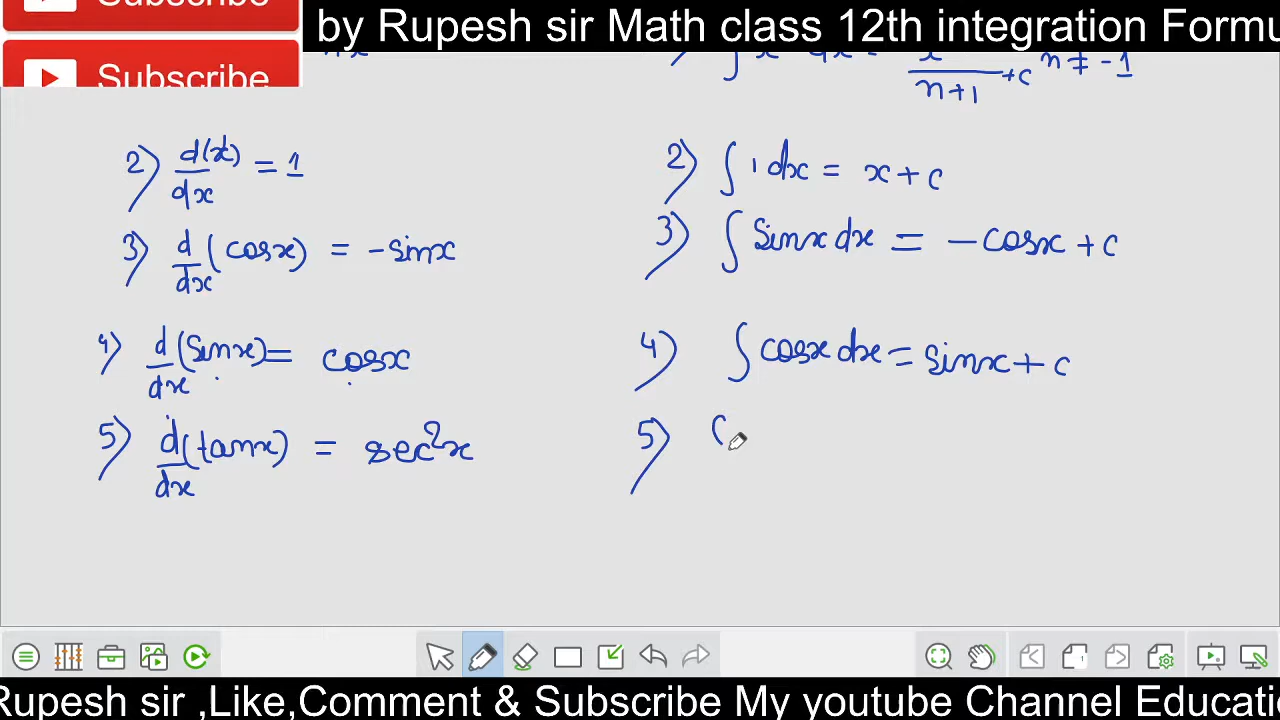 Subscribe
by Rupesh sir Math class 12th integration Formu
Subscribe
n+1 +c n ≠ -1
2) d(x)/dx = 1
2) ∫ 1 dx = x + c
3) d/dx (cosx) = -sinx
3) ∫ Sinx dx = -cosx + c
4) d/dx (Sinx) = cosx
4) ∫ cosx dx = sinx + c
5) d/dx (tanx) = sec²x
5)
Rupesh sir ,Like,Comment & Subscribe My youtube Channel Educati